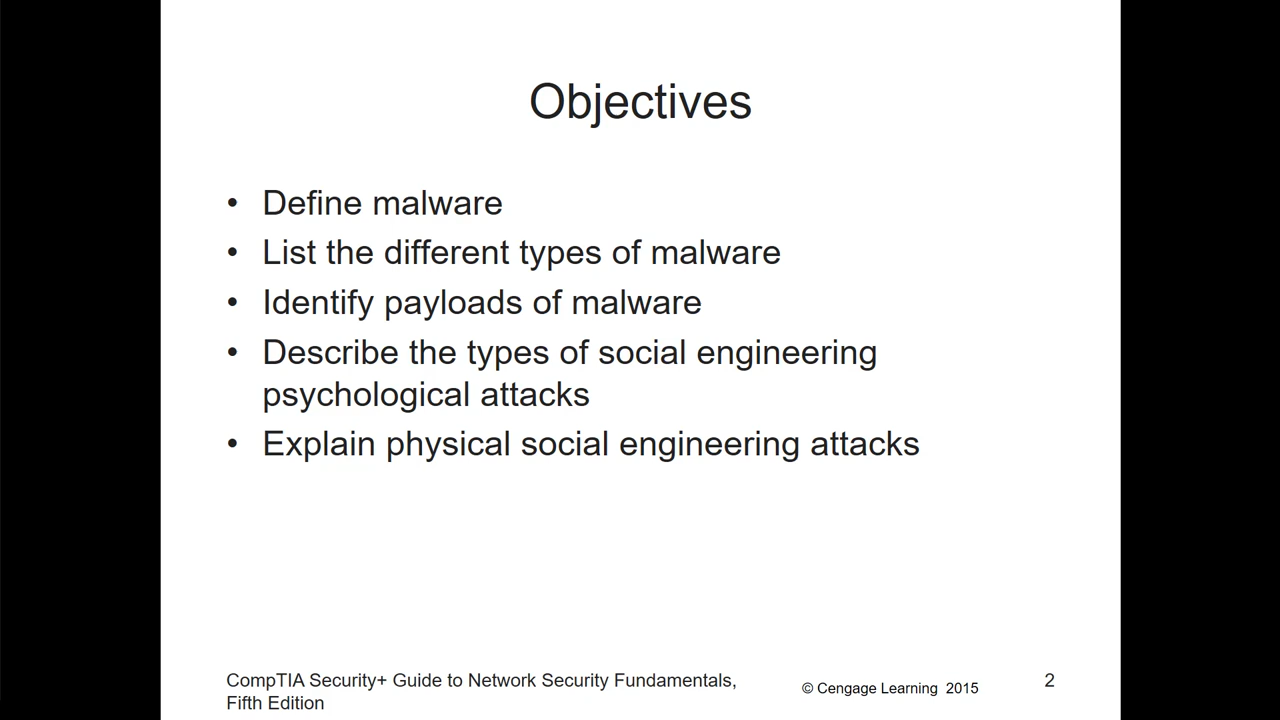 Objectives
• Define malware
• List the different types of malware
• Identify payloads of malware
• Describe the types of social engineering
psychological attacks
• Explain physical social engineering attacks
CompTIA Security+ Guide to Network Security Fundamentals,
Fifth Edition
© Cengage Learning 2015
2